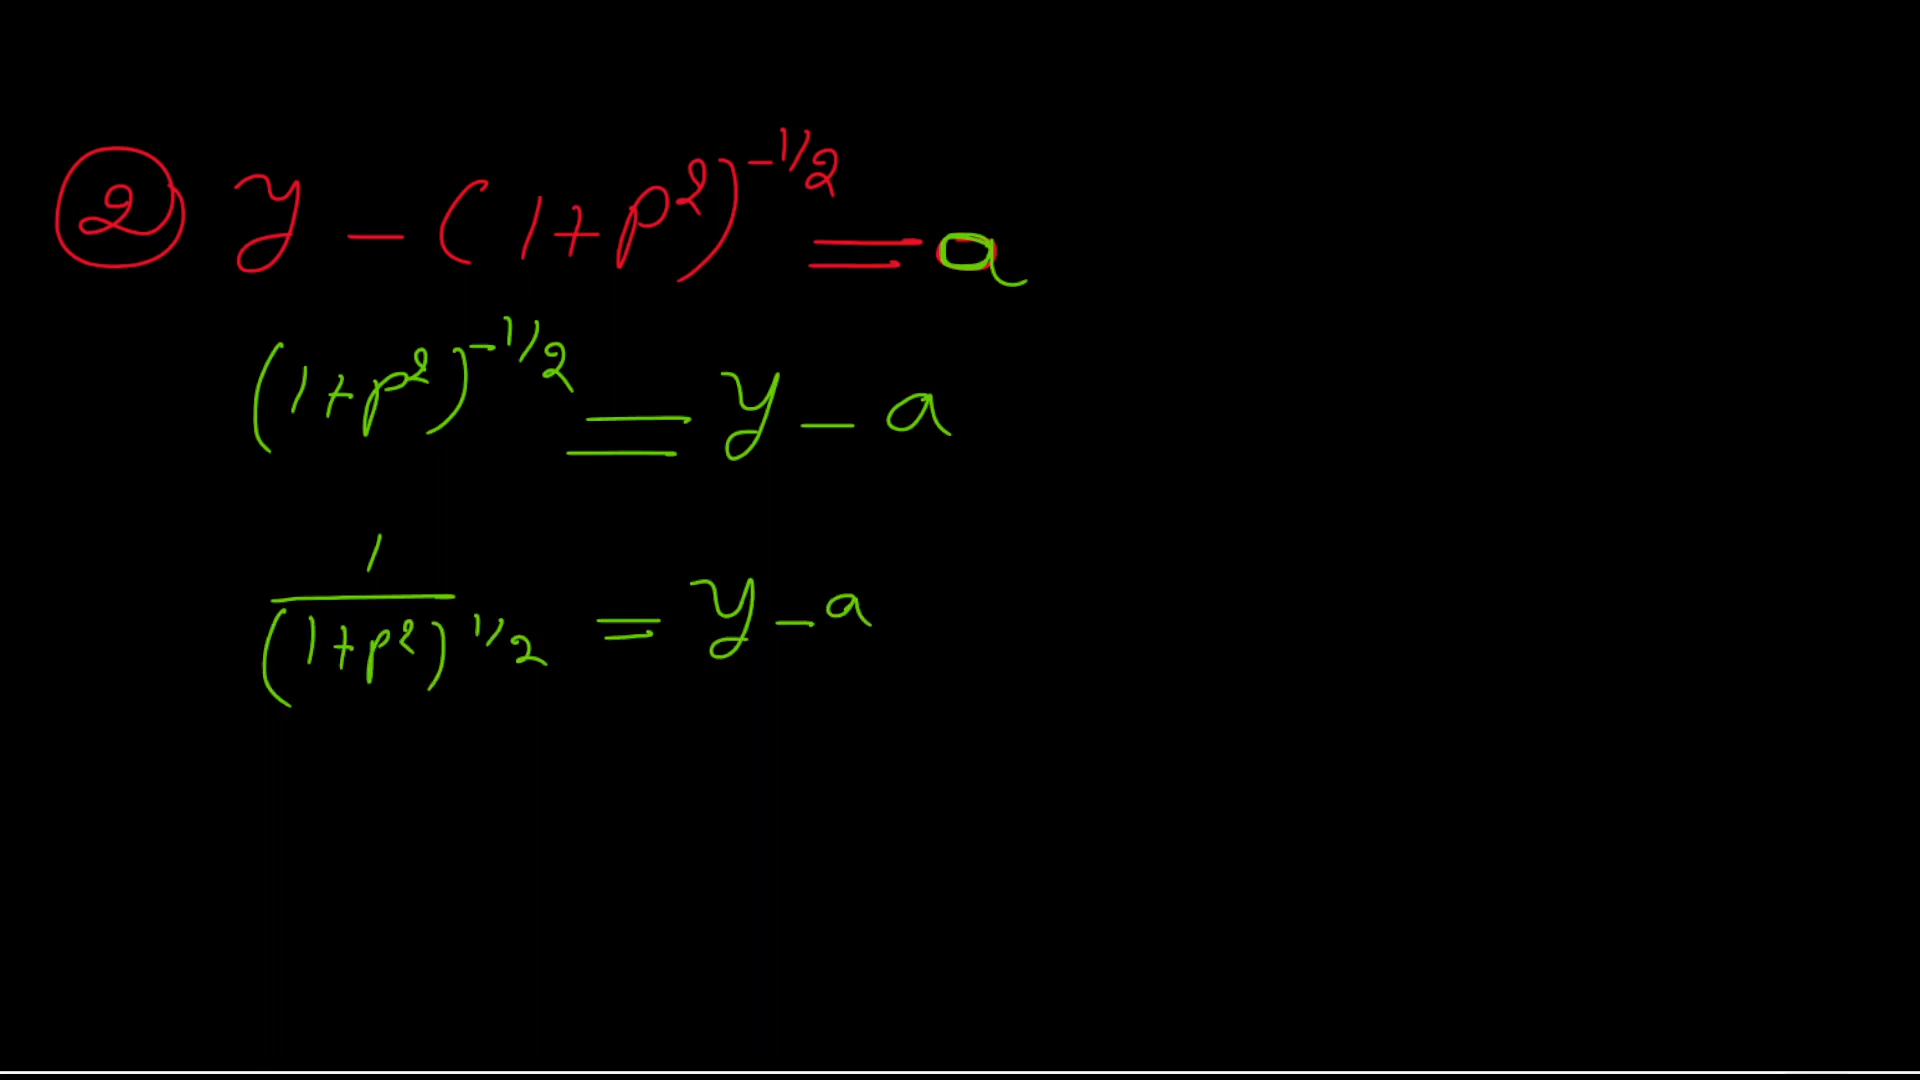 ② y - (1+p²)^-1/2 = a
(1+p²)^-1/2 = y - a
1/(1+p²)^1/2 = y - a